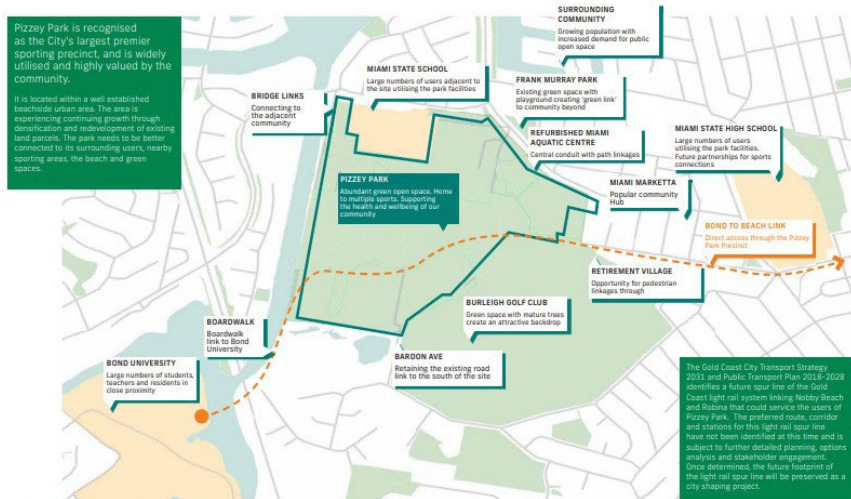 Pizzey Park is recognised
as the City's largest premier
sporting precinct, and is widely
utilised and highly valued by the
community.
It is located within a well established
beachside urban area. The area is
experiencing continuing growth through
densification and redevelopment of existing
land parcels. The park needs to be better
connected to its surrounding users, nearby
sporting areas, the beach and green
spaces.
SURROUNDING
COMMUNITY
Growing population with
increased demand for public
open space
MIAMI STATE SCHOOL
Large numbers of users adjacent to
the site utilising the park facilities
FRANK MURRAY PARK
Existing green space with
playground creating 'green link'
to community beyond
BRIDGE LINKS
Connecting to
the adjacent
community
REFURBISHED MIAMI
AQUATIC CENTRE
Central conduit with path linkages
MIAMI STATE HIGH SCHOOL
Large numbers of users
utilising the park facilities.
Future partnerships for sports
connections
PIZZEY PARK
Abundant green open space. Home
to multiple sports. Supporting
the health and wellbeing of our
community
MIAMI MARKETTA
Popular community
Hub
BOND TO BEACH LINK
Direct access through the Pizzey
Park Precinct
RETIREMENT VILLAGE
Opportunity for pedestrian
linkages through
BURLEIGH GOLF CLUB
Green space with mature trees
create an attractive backdrop
BOARDWALK
Boardwalk
link to Bond
University
BARDON AVE
Retaining the existing road
link to the south of the site
BOND UNIVERSITY
Large numbers of students,
teachers and residents in
close proximity
The Gold Coast City Transport Strategy
2031 and Public Transport Plan 2018-2028
identifies a future spur line of the Gold
Coast light rail system linking Nobby Beach
and Robina that could service the users of
Pizzey Park. The preferred route, corridor
and stations for this light rail spur line
have not been identified at this time and is
subject to further detailed planning, options
analysis and stakeholder engagement.
Once determined, the future footprint of
the light rail spur line will be preserved as a
city shaping project.